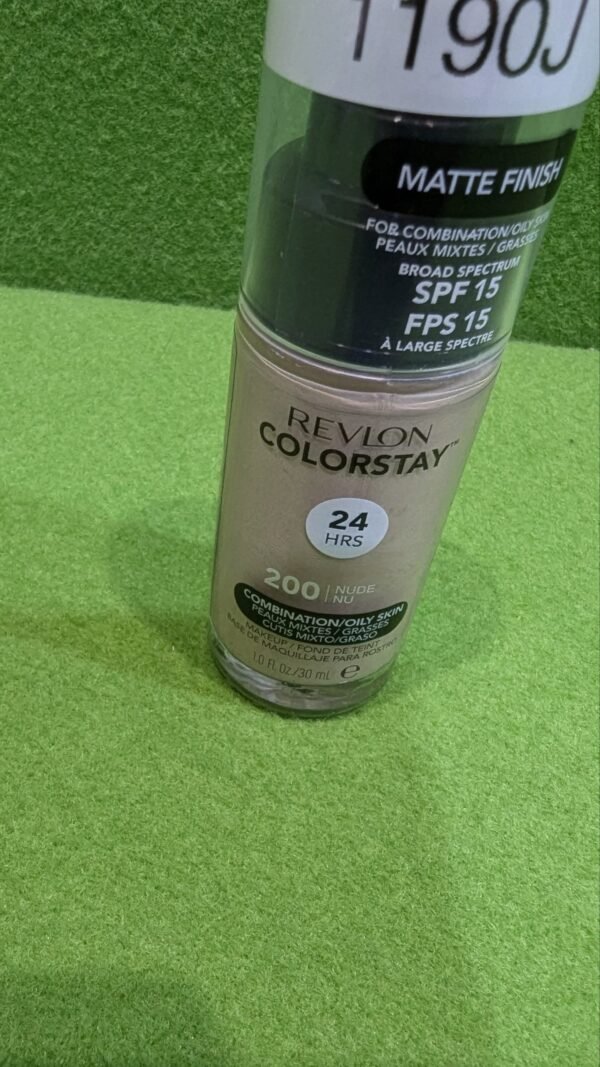 1190J
MATTE FINISH
FOR COMBINATION/OILY SKIN
PEAUX MIXTES / GRASSES
BROAD SPECTRUM
SPF 15
FPS 15
À LARGE SPECTRE
REVLON
COLORSTAY™
24
HRS
200 | NUDE
NU
COMBINATION/OILY SKIN
PEAUX MIXTES / GRASSES
CUTIS MIXTO/GRASO
MAKEUP / FOND DE TEINT
BASE DE MAQUILLAJE PARA ROSTRO
1.0 Fl. Oz/30 mL e